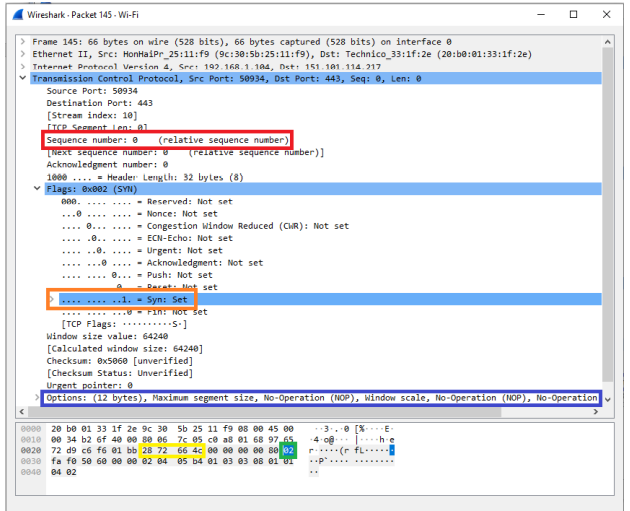 Wireshark · Packet 145 · Wi-Fi
Frame 145: 66 bytes on wire (528 bits), 66 bytes captured (528 bits) on interface 0
Ethernet II, Src: HonHaiPr_25:11:f9 (9c:30:5b:25:11:f9), Dst: Technico_33:1f:2e (20:b0:01:33:1f:2e)
Internet Protocol Version 4, Src: 192.168.1.104, Dst: 151.101.114.217
Transmission Control Protocol, Src Port: 50934, Dst Port: 443, Seq: 0, Len: 0
Source Port: 50934
Destination Port: 443
[Stream index: 10]
[TCP Segment Len: 0]
Sequence number: 0 (relative sequence number)
[Next sequence number: 0 (relative sequence number)]
Acknowledgment number: 0
1000 .... = Header Length: 32 bytes (8)
Flags: 0x002 (SYN)
000. .... .... = Reserved: Not set
...0 .... .... = Nonce: Not set
.... 0... .... = Congestion Window Reduced (CWR): Not set
.... .0.. .... = ECN-Echo: Not set
.... ..0. .... = Urgent: Not set
.... ...0 .... = Acknowledgment: Not set
.... .... 0... = Push: Not set
.... .... .0.. = Reset: Not set
.... .... ..1. = Syn: Set
.... .... ...0 = Fin: Not set
[TCP Flags: ··········S·]
Window size value: 64240
[Calculated window size: 64240]
Checksum: 0x5060 [unverified]
[Checksum Status: Unverified]
Urgent pointer: 0
Options: (12 bytes), Maximum segment size, No-Operation (NOP), Window scale, No-Operation (NOP), No-Operation
0000 20 b0 01 33 1f 2e 9c 30 5b 25 11 f9 08 00 45 00 ··3·.·0 [%····E·
0010 00 34 b2 6f 40 00 80 06 7c 05 c0 a8 01 68 97 65 ·4·o@··· |····h·e
0020 72 d9 c6 f6 01 bb 28 72 66 4c 00 00 00 00 80 02 r·····(r fL······
0030 fa f0 50 60 00 00 02 04 05 b4 01 03 03 08 01 01 ··P`···· ········
0040 04 02 ··